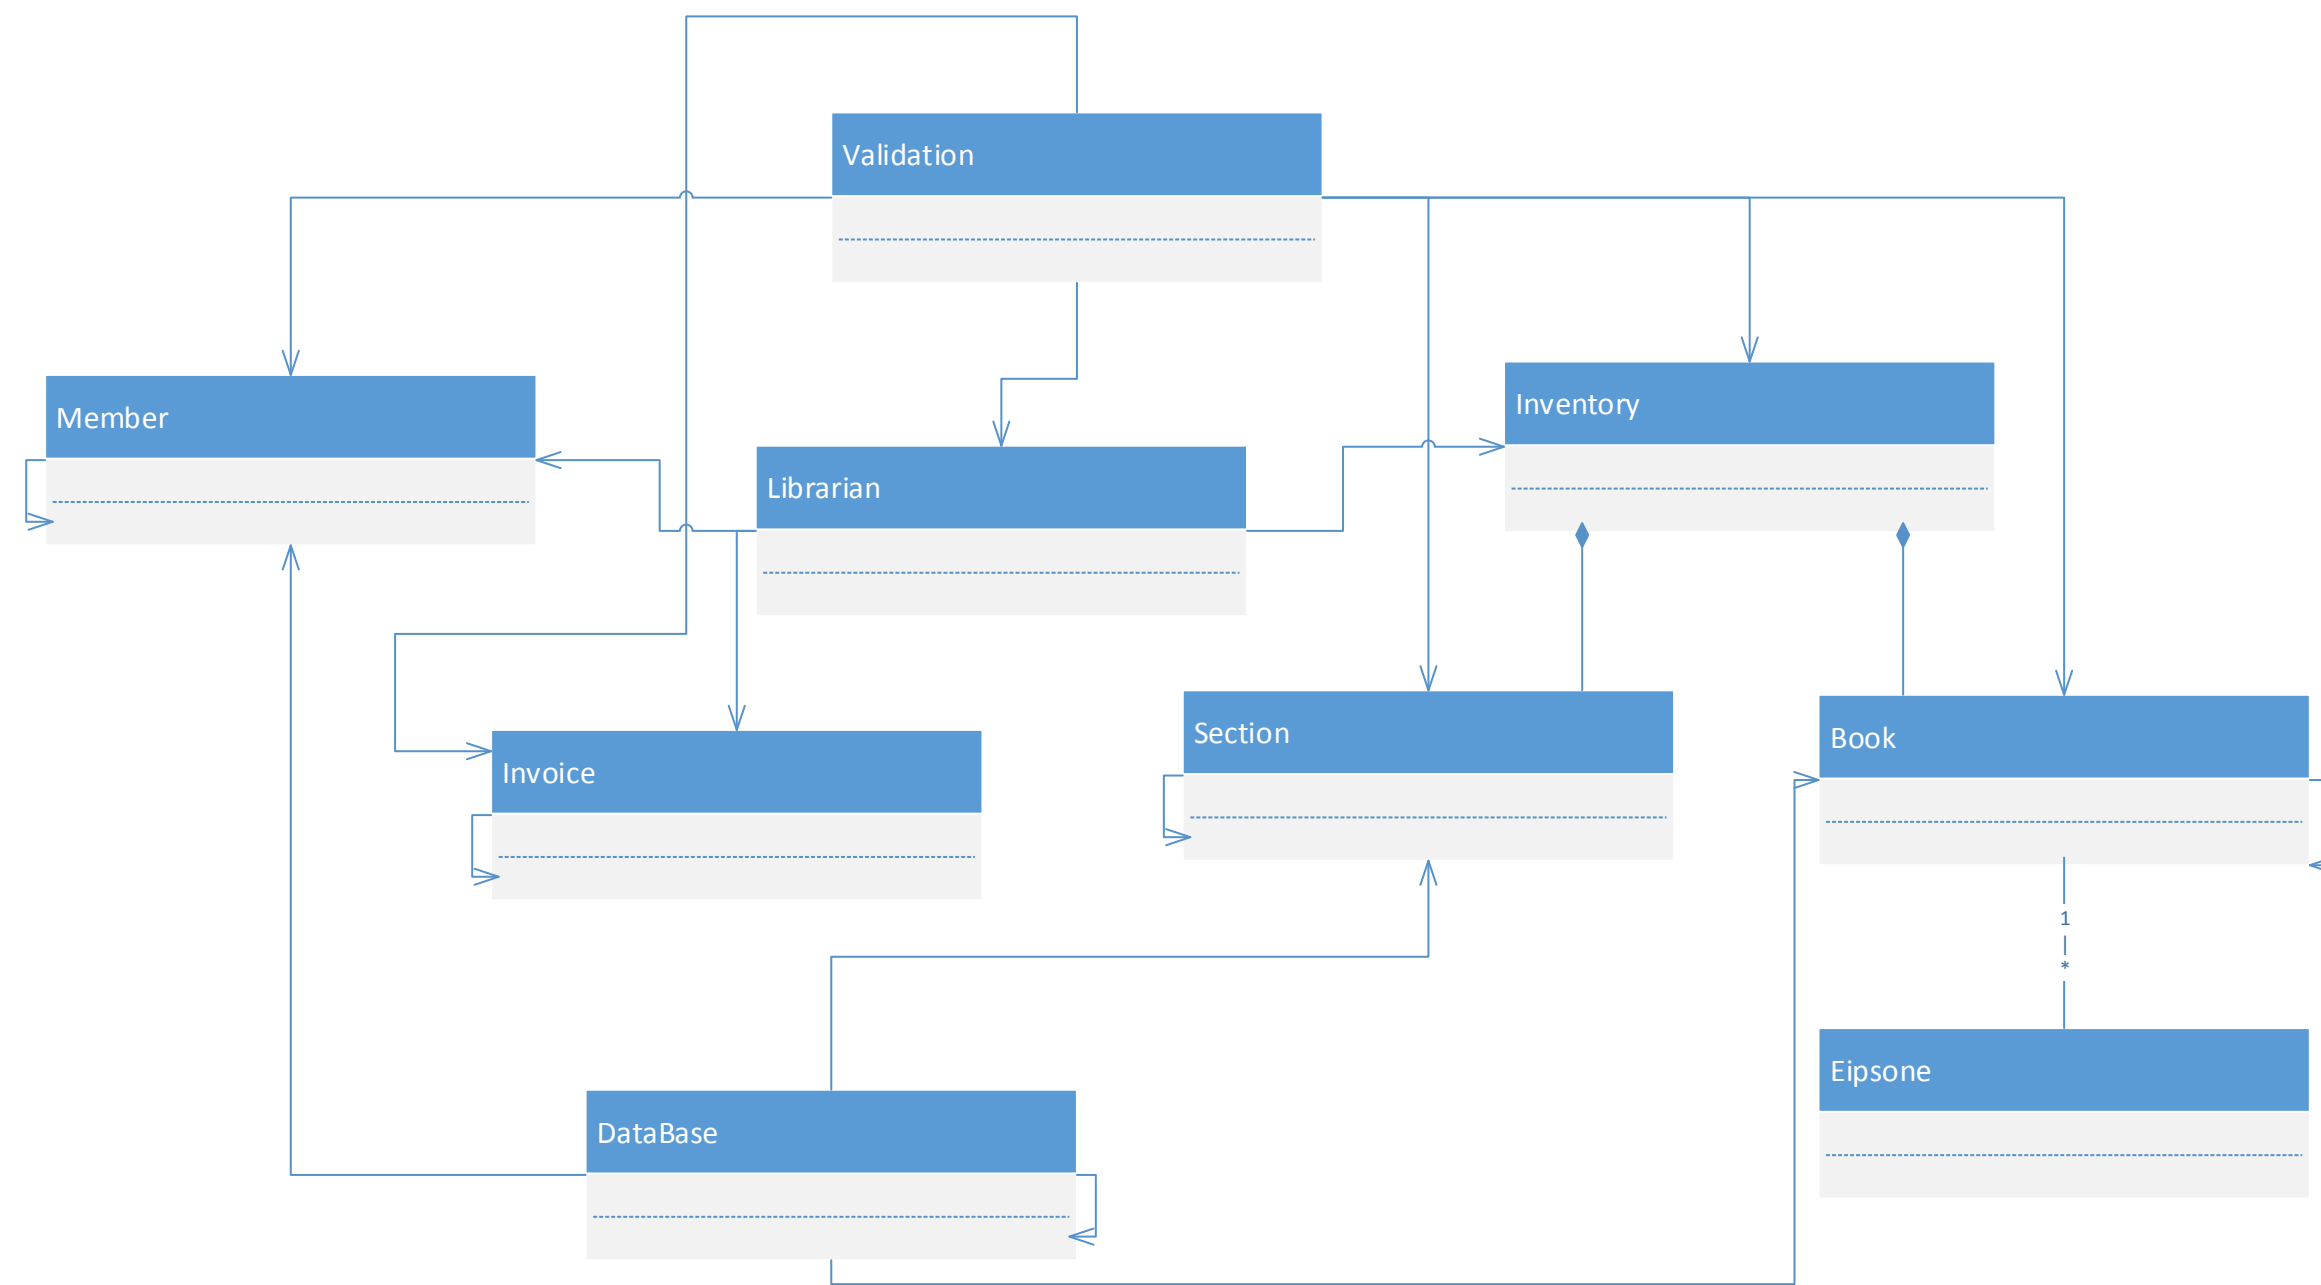 Validation
Member
Inventory
Librarian
Section
Book
Invoice
1
*
Eipsone
DataBase